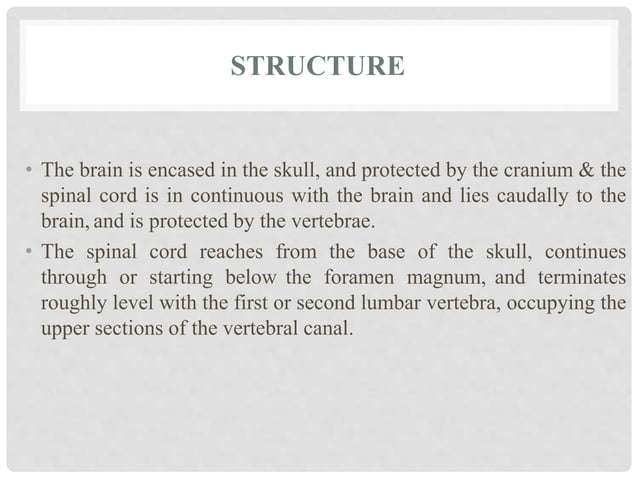 STRUCTURE
• The brain is encased in the skull, and protected by the cranium & the
spinal cord is in continuous with the brain and lies caudally to the
brain, and is protected by the vertebrae.
• The spinal cord reaches from the base of the skull, continues
through or starting below the foramen magnum, and terminates
roughly level with the first or second lumbar vertebra, occupying the
upper sections of the vertebral canal.